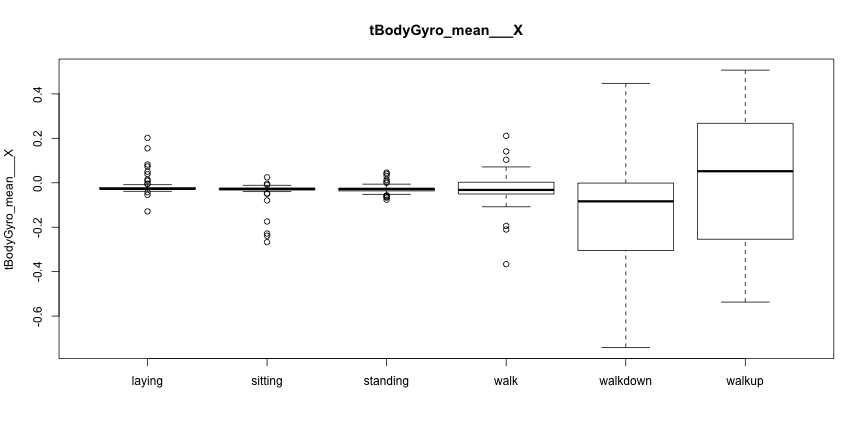 tBodyGyro_mean___X
tBodyGyro_mean___X
0.4
0.2
0.0
-0.2
-0.4
-0.6
laying sitting standing walk walkdown walkup